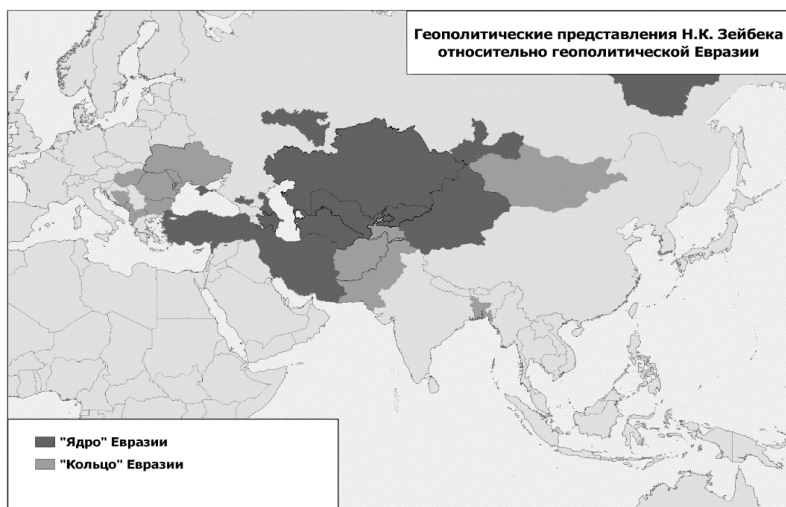 Геополитические представления Н.К. Зейбека
относительно геополитической Евразии
"Ядро" Евразии
"Кольцо" Евразии